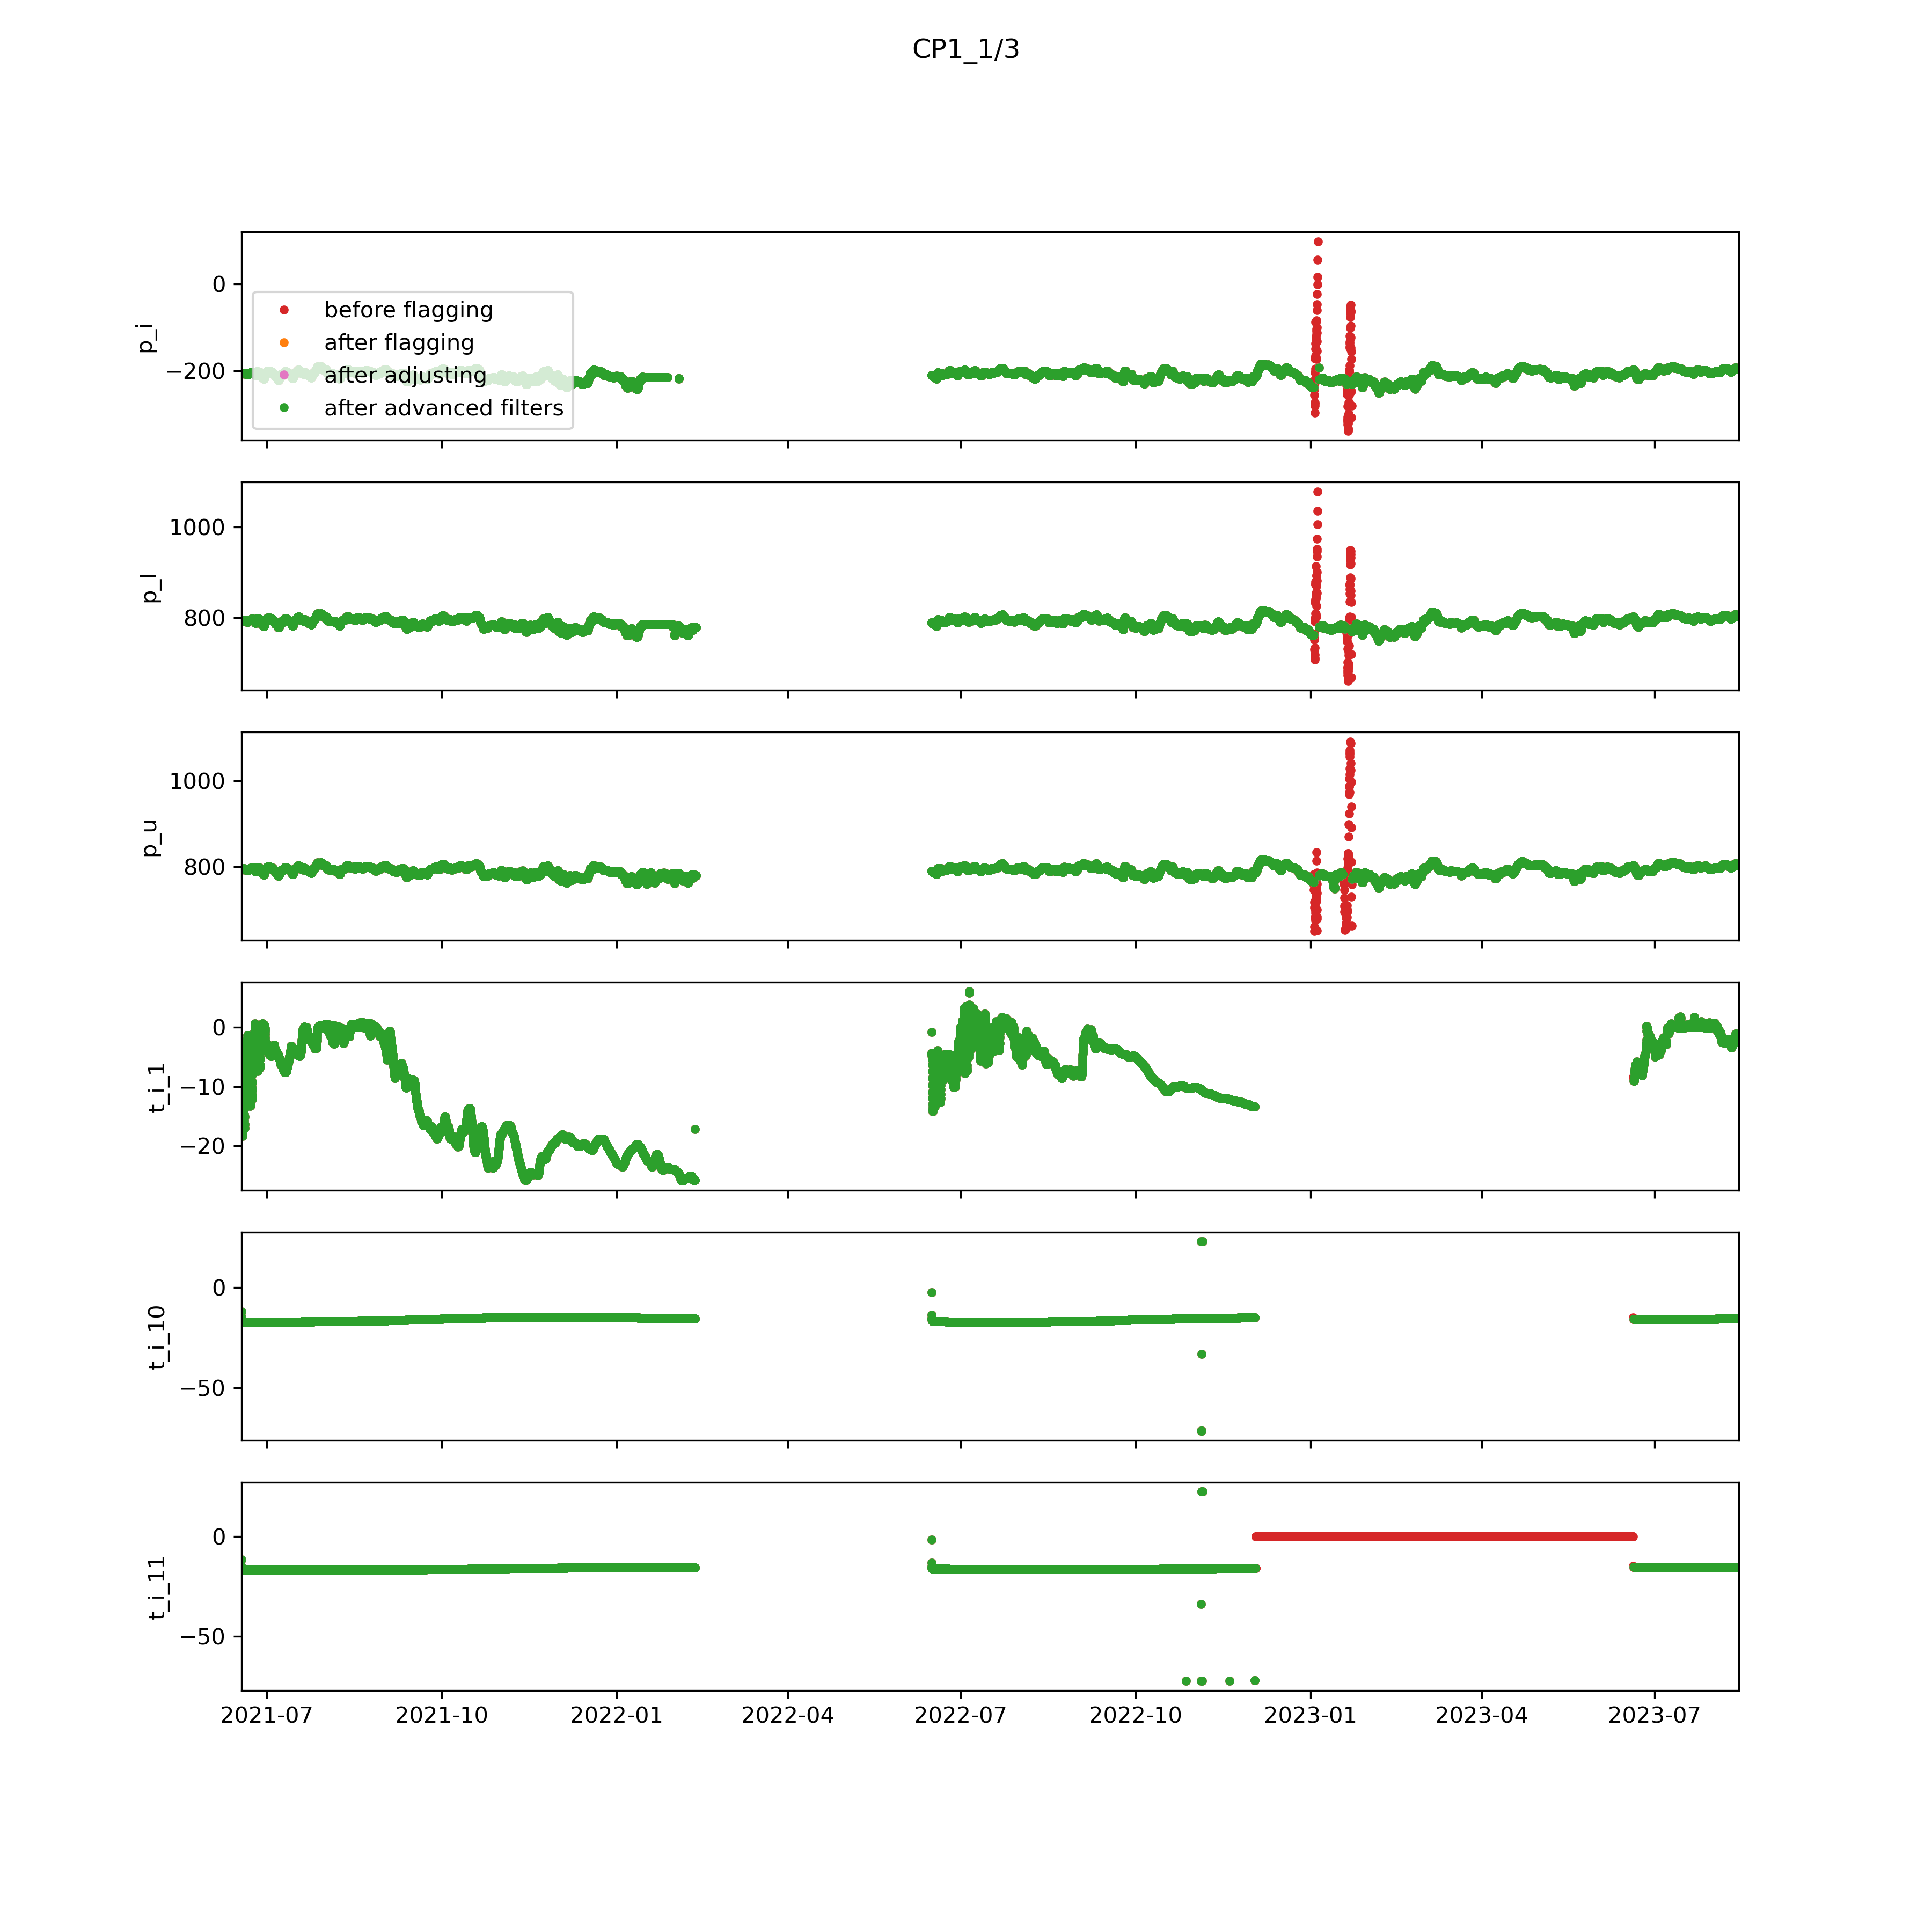 CP1_1/3
p_i
0
−200
before flagging
after flagging
after adjusting
after advanced filters
p_l
1000
800
p_u
1000
800
t_i_1
0
−10
−20
t_i_10
0
−50
t_i_11
0
−50
2021-07 2021-10 2022-01 2022-04 2022-07 2022-10 2023-01 2023-04 2023-07